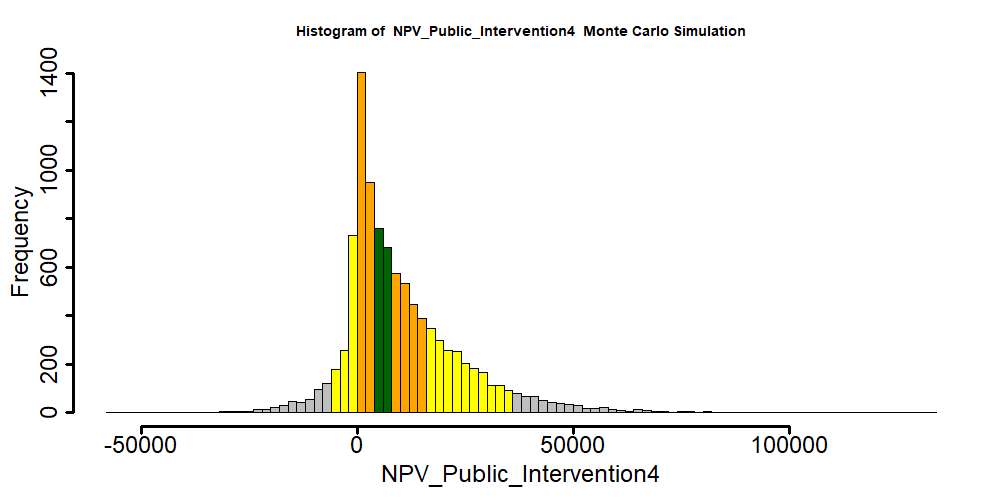 Histogram of NPV_Public_Intervention4 Monte Carlo Simulation
1400
1000
600
200
0
Frequency
-50000 0 50000 100000
NPV_Public_Intervention4